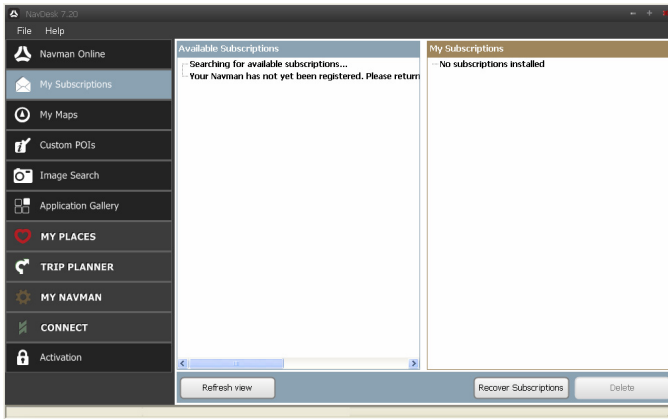 NavDesk 7.20
File Help
Navman Online
My Subscriptions
My Maps
Custom POIs
Image Search
Application Gallery
MY PLACES
TRIP PLANNER
MY NAVMAN
CONNECT
Activation
Available Subscriptions
Searching for available subscriptions...
Your Navman has not yet been registered. Please return
My Subscriptions
No subscriptions installed
Refresh view
Recover Subscriptions
Delete